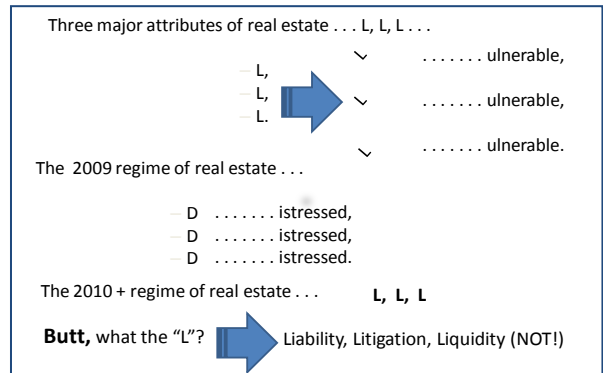 Three major attributes of real estate . . . L, L, L . . .
– L,
– L,
– L.
﹀ . . . . . . . ulnerable,
﹀ . . . . . . . ulnerable,
﹀ . . . . . . . ulnerable.
The 2009 regime of real estate . . .
– D . . . . . . . istressed,
– D . . . . . . . istressed,
– D . . . . . . . istressed.
The 2010 + regime of real estate . . . L, L, L
Butt, what the “L”? Liability, Litigation, Liquidity (NOT!)